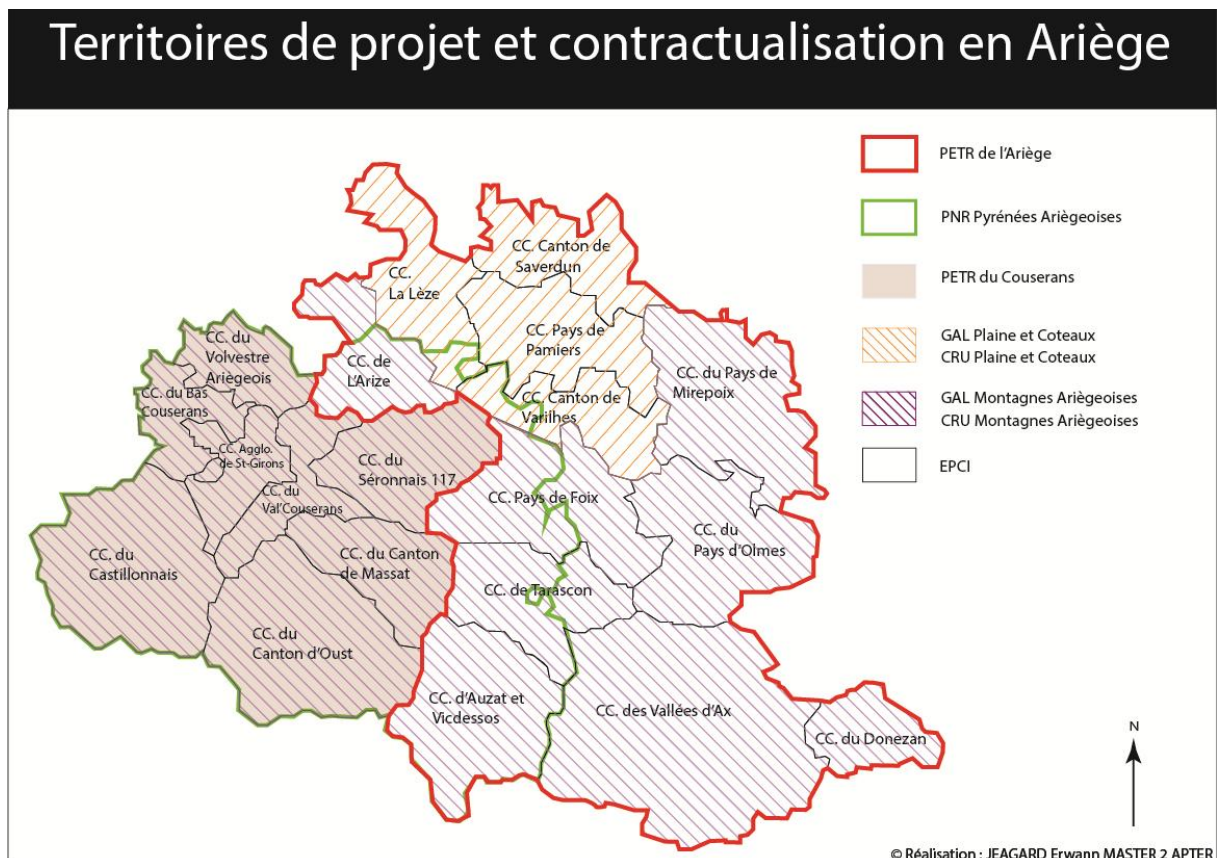 Territoires de projet et contractualisation en Ariège
PETR de l'Ariège
PNR Pyrénées Ariègeoises
PETR du Couserans
GAL Plaine et Coteaux
CRU Plaine et Coteaux
GAL Montagnes Ariègeoises
CRU Montagnes Ariègeoises
EPCI
CC. Canton de
Saverdun
CC.
La Lèze
CC. Pays de
Pamiers
CC. du
Volvestre
Ariègeois
CC. de
L'Arize
CC. du Pays de
Mirepoix
CC. du Bas
Couserans
CC. Canton de
Varilhes
CC. Agglo.
de St-Girons
CC. du
Séronnais 117
CC. du
Val'Couserans
CC. Pays de Foix
CC. du
Pays d'Olmes
CC. du
Castillonnais
CC. du Canton
de Massat
CC. de Tarascon
CC. du
Canton d'Oust
CC. d'Auzat et
Vicdessos
CC. des Vallées d'Ax
CC. du Donezan
N
© Réalisation : JEAGARD Erwann MASTER 2 APTER